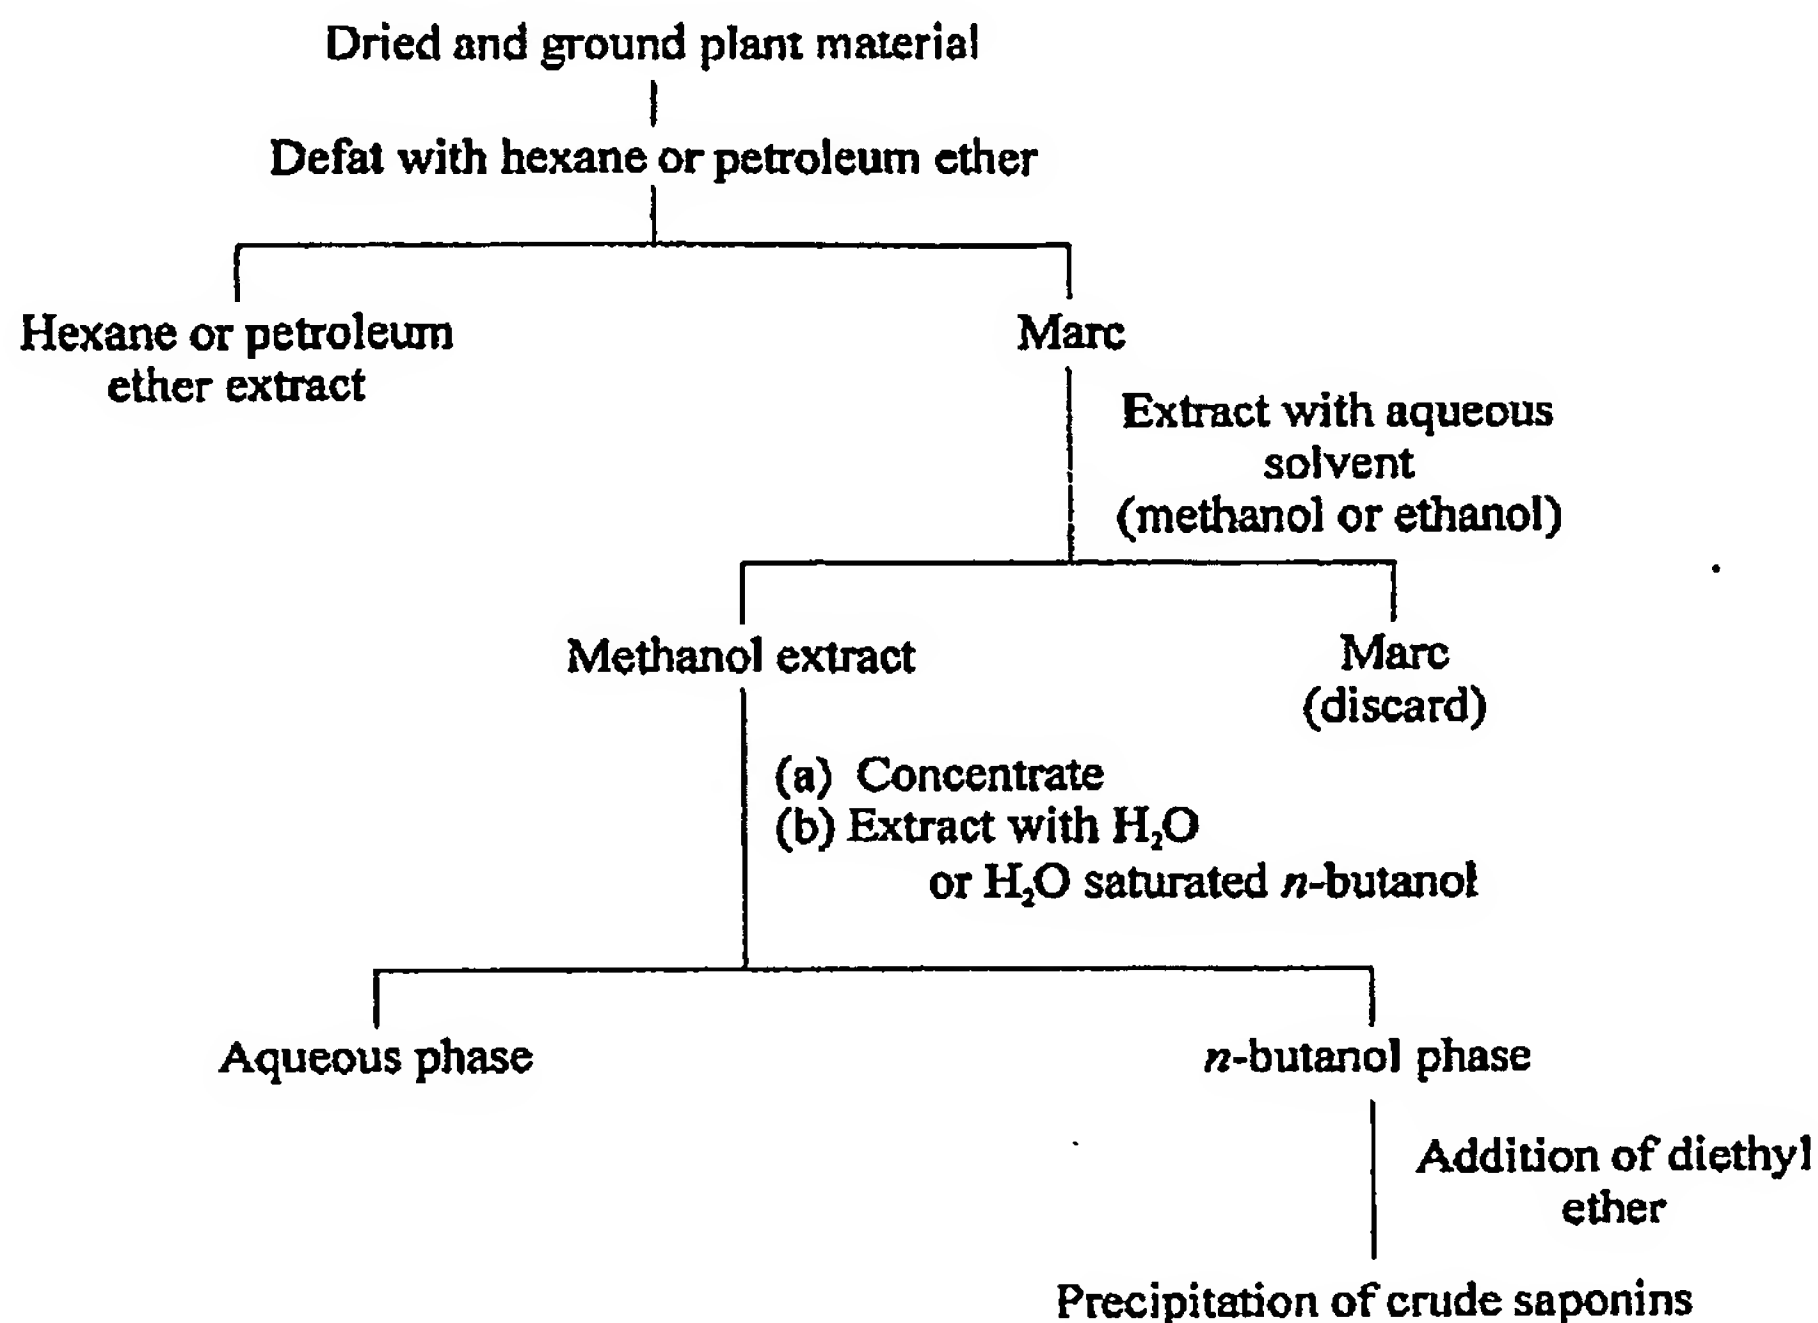 Dried and ground plant material
Defat with hexane or petroleum ether
Hexane or petroleum
ether extract
Marc
Extract with aqueous
solvent
(methanol or ethanol)
Methanol extract
Marc
(discard)
(a) Concentrate
(b) Extract with H₂O
or H₂O saturated n-butanol
Aqueous phase
n-butanol phase
Addition of diethyl
ether
Precipitation of crude saponins